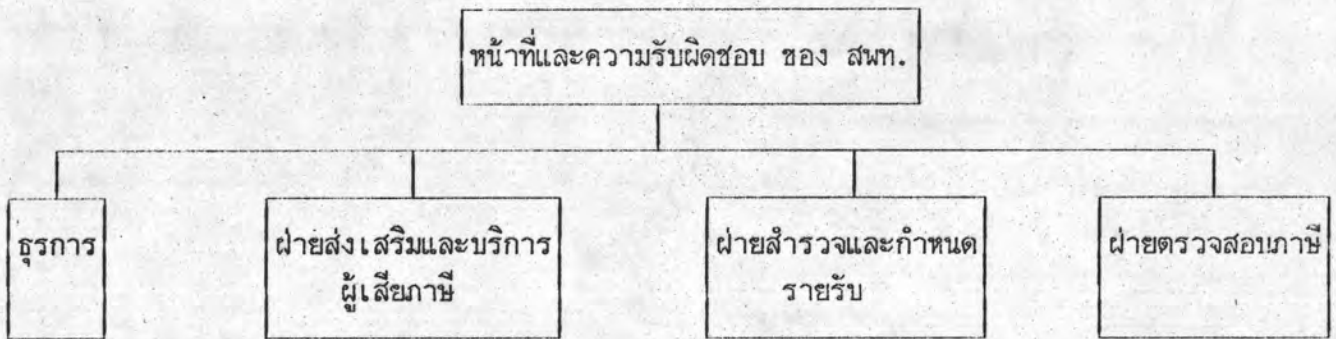 หน้าที่และความรับผิดชอบ ของ สพท.
ธุรการ
ฝ่ายส่งเสริมและบริการ
ผู้เสียภาษี
ฝ่ายสำรวจและกำหนด
รายรับ
ฝ่ายตรวจสอบภาษี